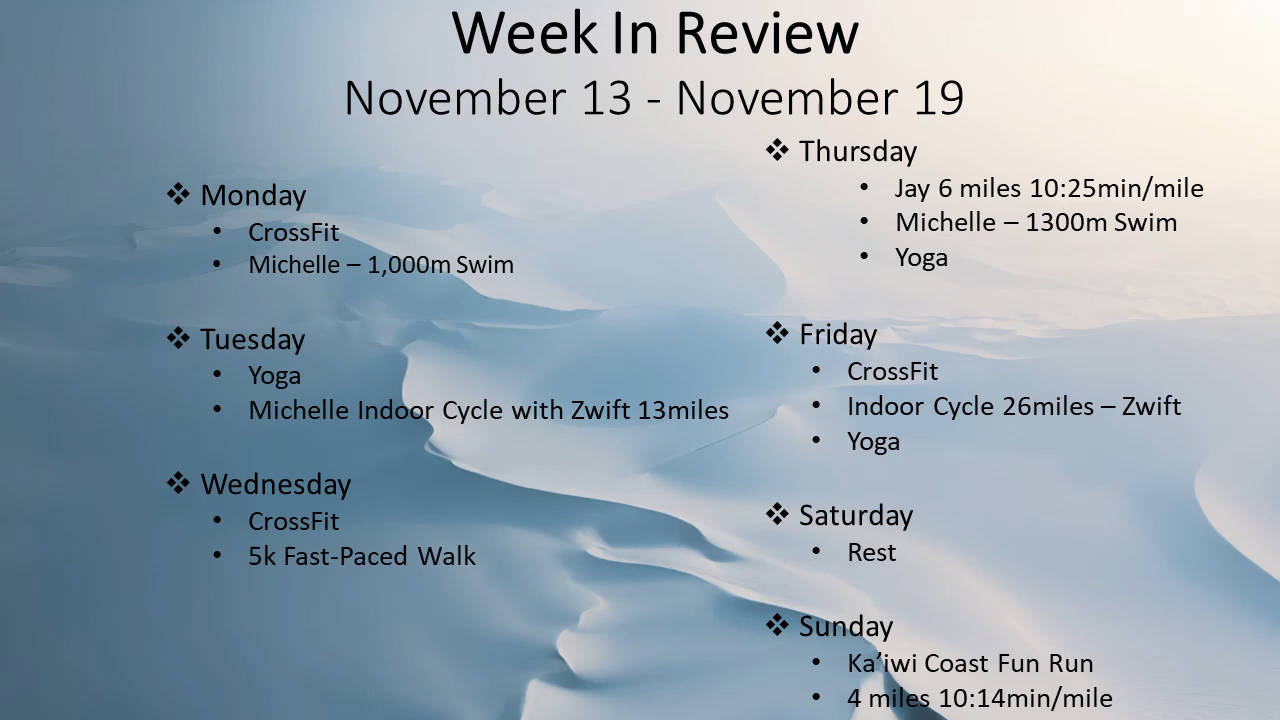 Week In Review
November 13 - November 19
❖ Monday
• CrossFit
• Michelle – 1,000m Swim
❖ Tuesday
• Yoga
• Michelle Indoor Cycle with Zwift 13miles
❖ Wednesday
• CrossFit
• 5k Fast-Paced Walk
❖ Thursday
• Jay 6 miles 10:25min/mile
• Michelle – 1300m Swim
• Yoga
❖ Friday
• CrossFit
• Indoor Cycle 26miles – Zwift
• Yoga
❖ Saturday
• Rest
❖ Sunday
• Ka’iwi Coast Fun Run
• 4 miles 10:14min/mile